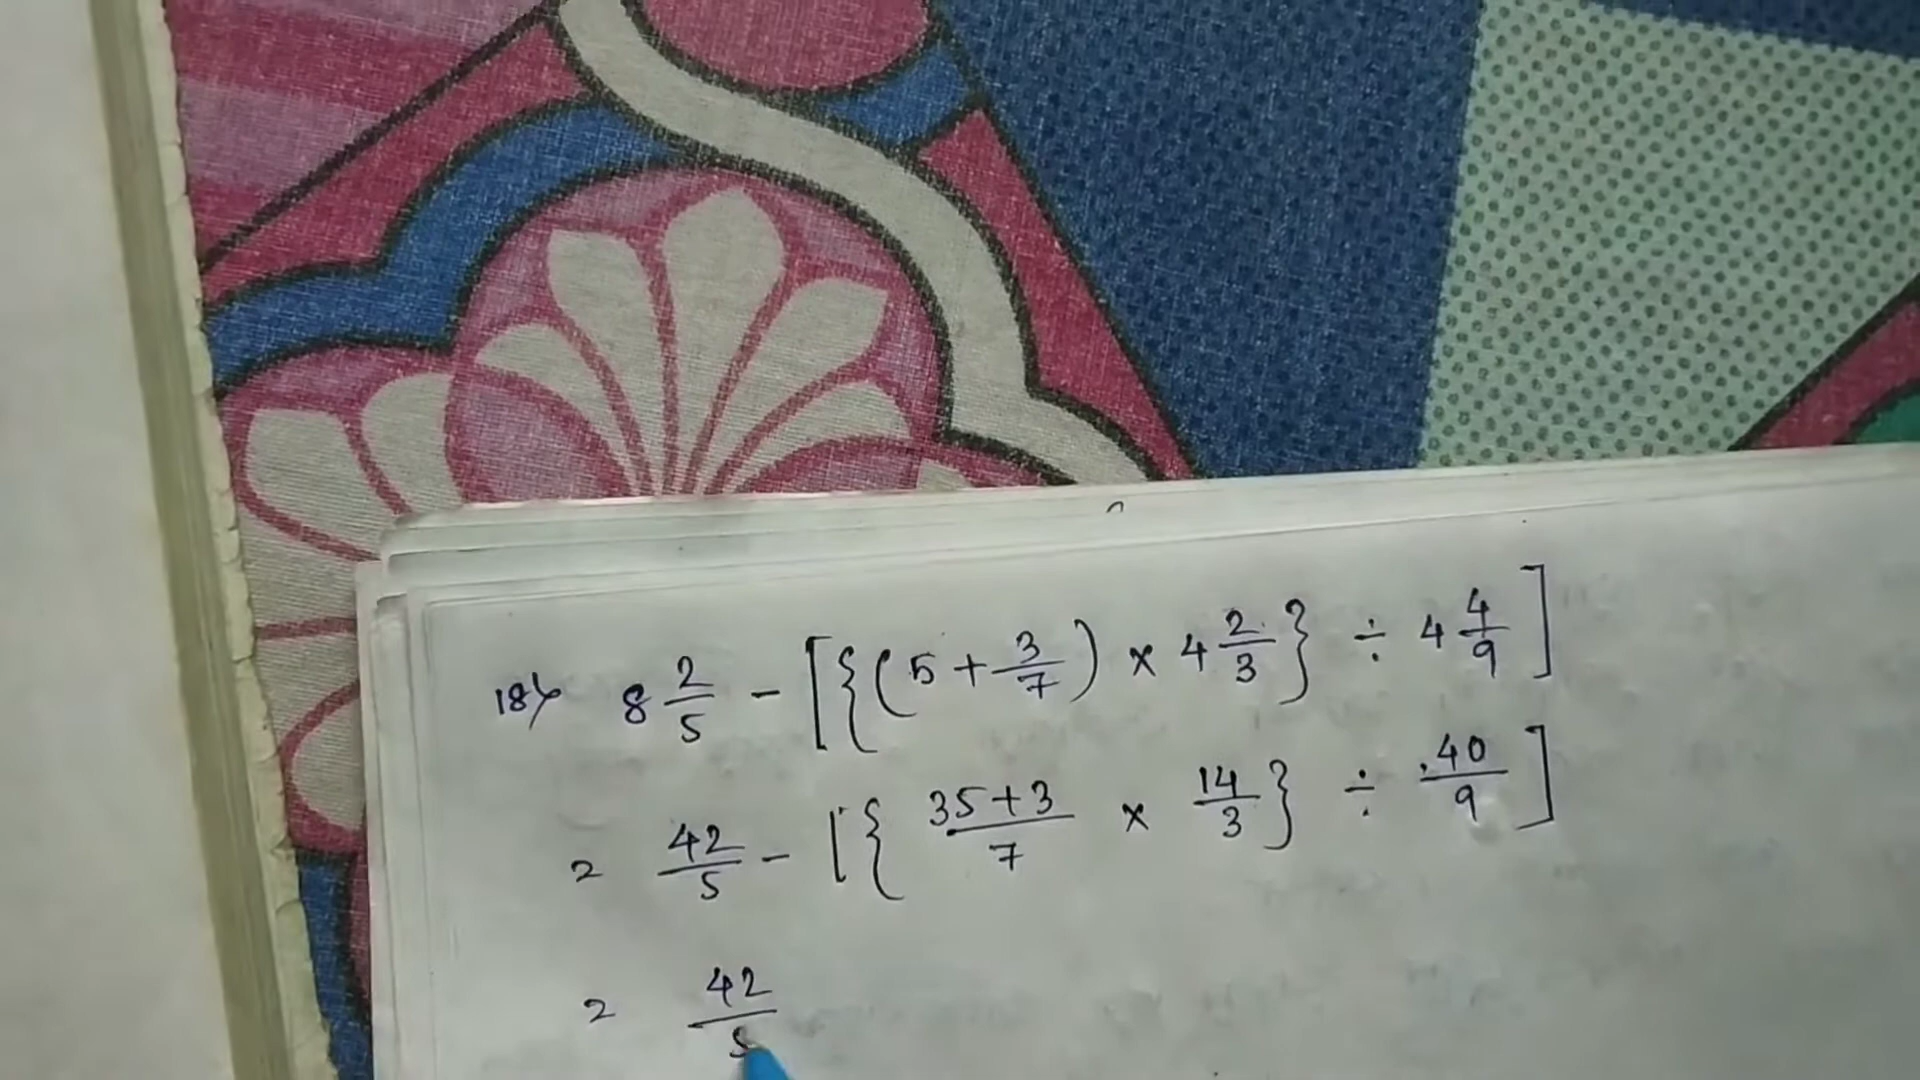 18) 8 2/5 - [{(5 + 3/7) × 4 2/3} ÷ 4 4/9]
= 42/5 - [{ 35+3/7 × 14/3} ÷ 40/9]
= 42/5